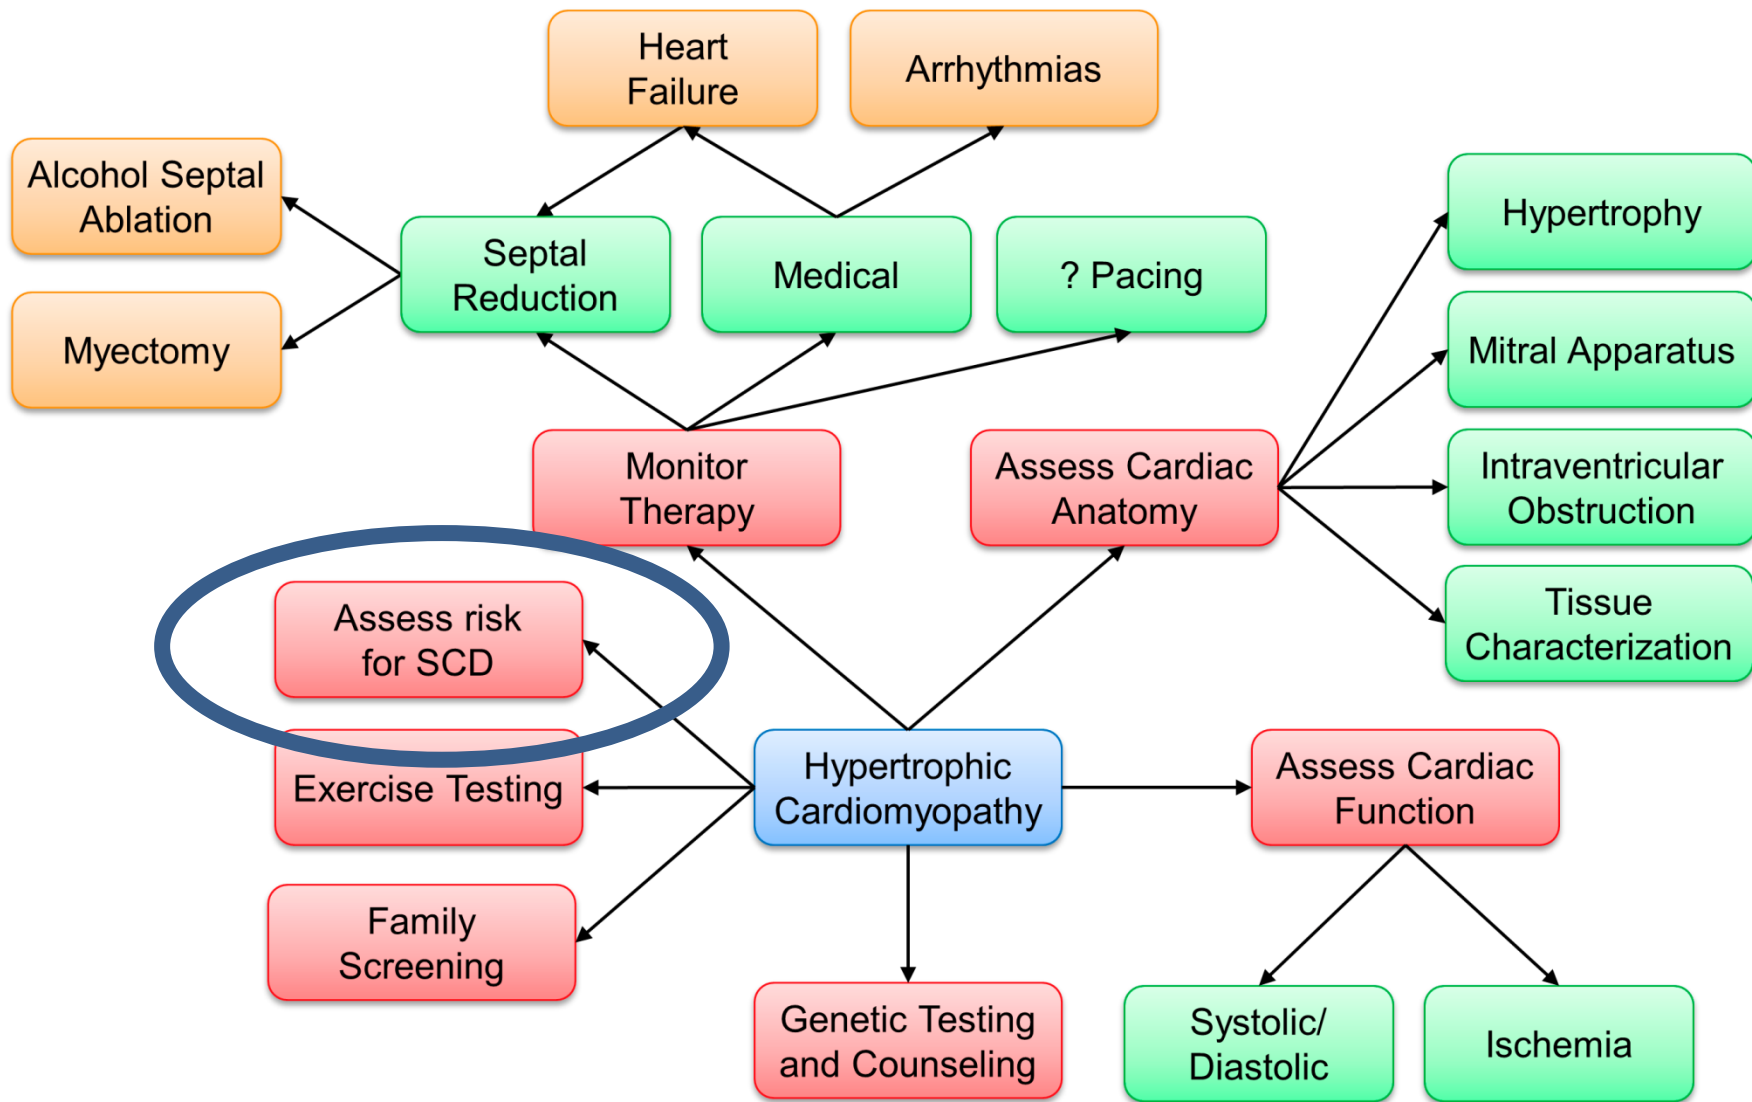 Heart
Failure
Arrhythmias
Alcohol Septal
Ablation
Hypertrophy
Septal
Reduction
Medical
? Pacing
Myectomy
Mitral Apparatus
Monitor
Therapy
Assess Cardiac
Anatomy
Intraventricular
Obstruction
Assess risk
for SCD
Tissue
Characterization
Exercise Testing
Hypertrophic
Cardiomyopathy
Assess Cardiac
Function
Family
Screening
Genetic Testing
and Counseling
Systolic/
Diastolic
Ischemia